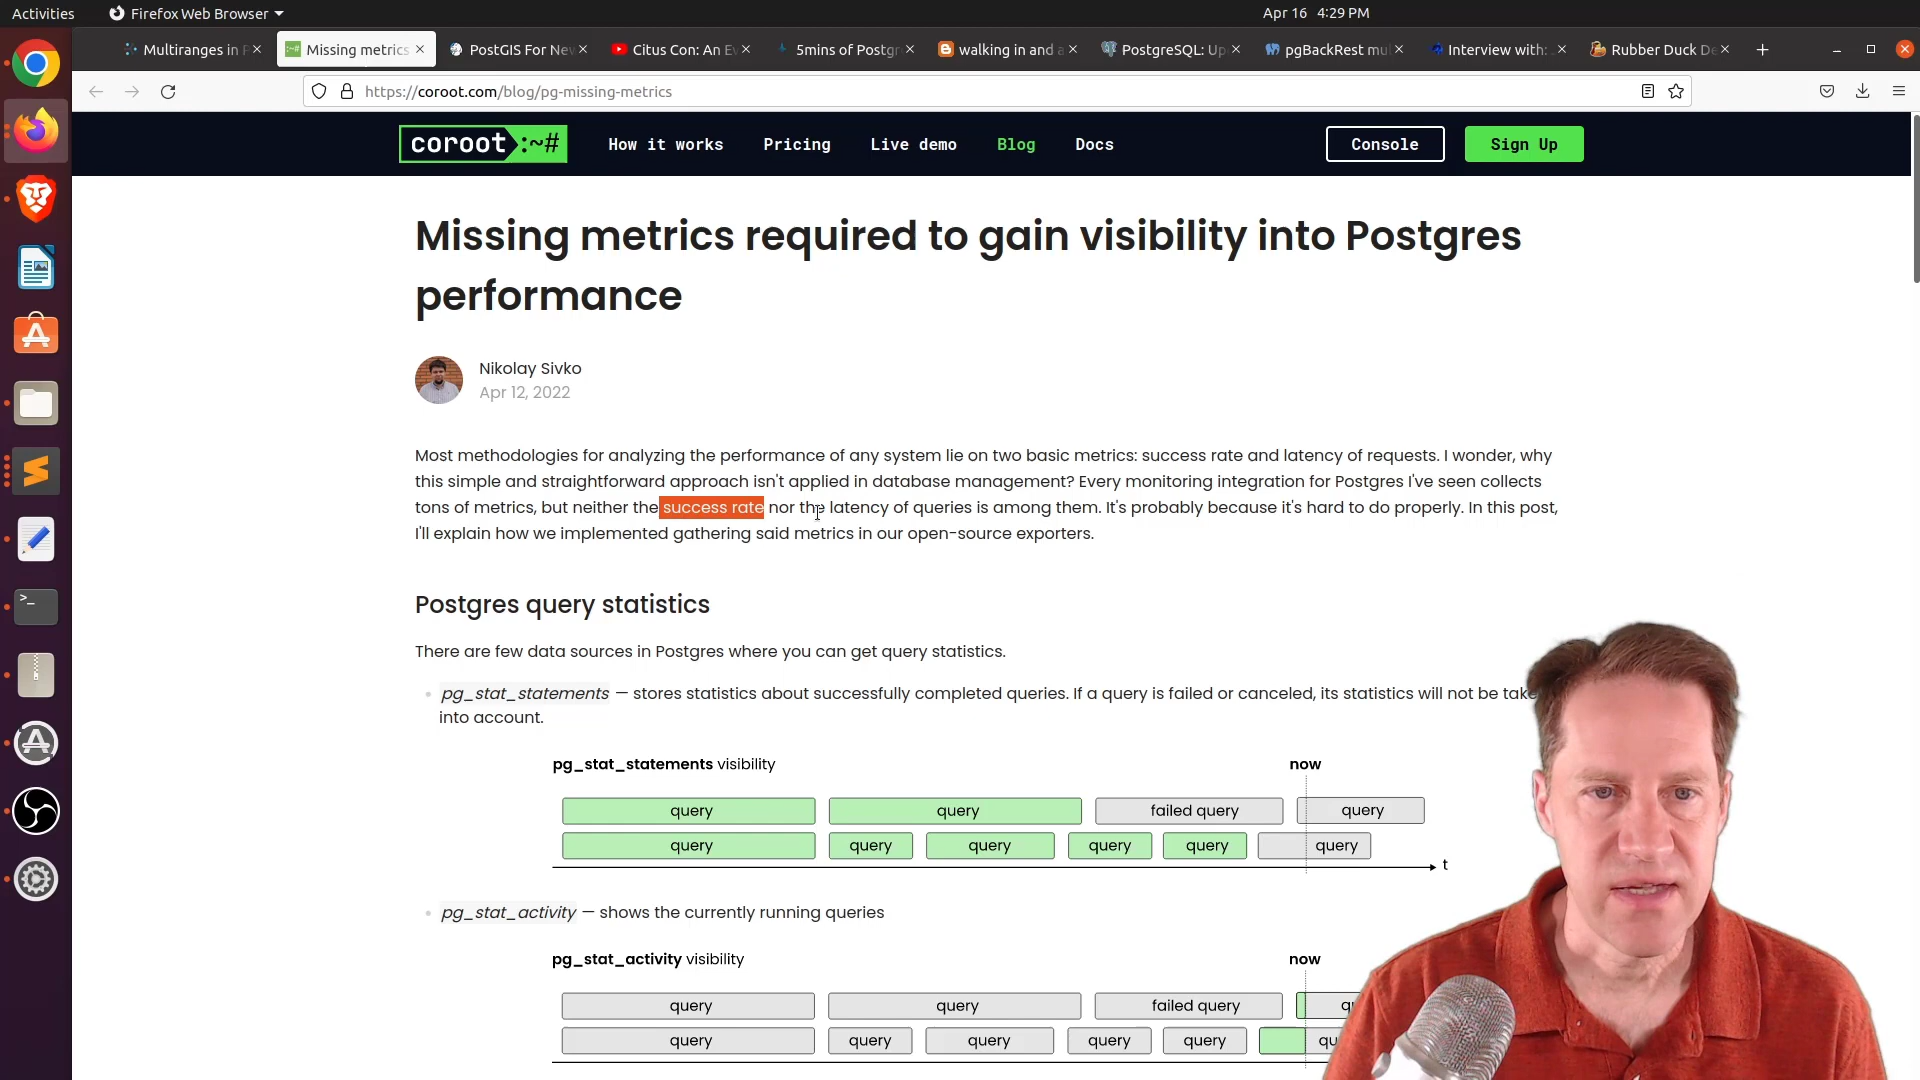 Activities Firefox Web Browser Apr 16 4:29 PM
Multiranges in P Missing metrics PostGIS For New Citus Con: An Ev 5mins of Postgr walking in and a PostgreSQL: Up pgBackRest mul Interview with: Rubber Duck De
https://coroot.com/blog/pg-missing-metrics
coroot:~# How it works Pricing Live demo Blog Docs Console Sign Up
Missing metrics required to gain visibility into Postgres
performance
Nikolay Sivko
Apr 12, 2022
Most methodologies for analyzing the performance of any system lie on two basic metrics: success rate and latency of requests. I wonder, why
this simple and straightforward approach isn't applied in database management? Every monitoring integration for Postgres I've seen collects
tons of metrics, but neither the success rate nor the latency of queries is among them. It's probably because it's hard to do properly. In this post,
I'll explain how we implemented gathering said metrics in our open-source exporters.
Postgres query statistics
There are few data sources in Postgres where you can get query statistics.
pg_stat_statements — stores statistics about successfully completed queries. If a query is failed or canceled, its statistics will not be take
into account.
pg_stat_statements visibility now
query query failed query query
query query query query query query
t
pg_stat_activity — shows the currently running queries
pg_stat_activity visibility now
query query failed query qu
query query query query query qu